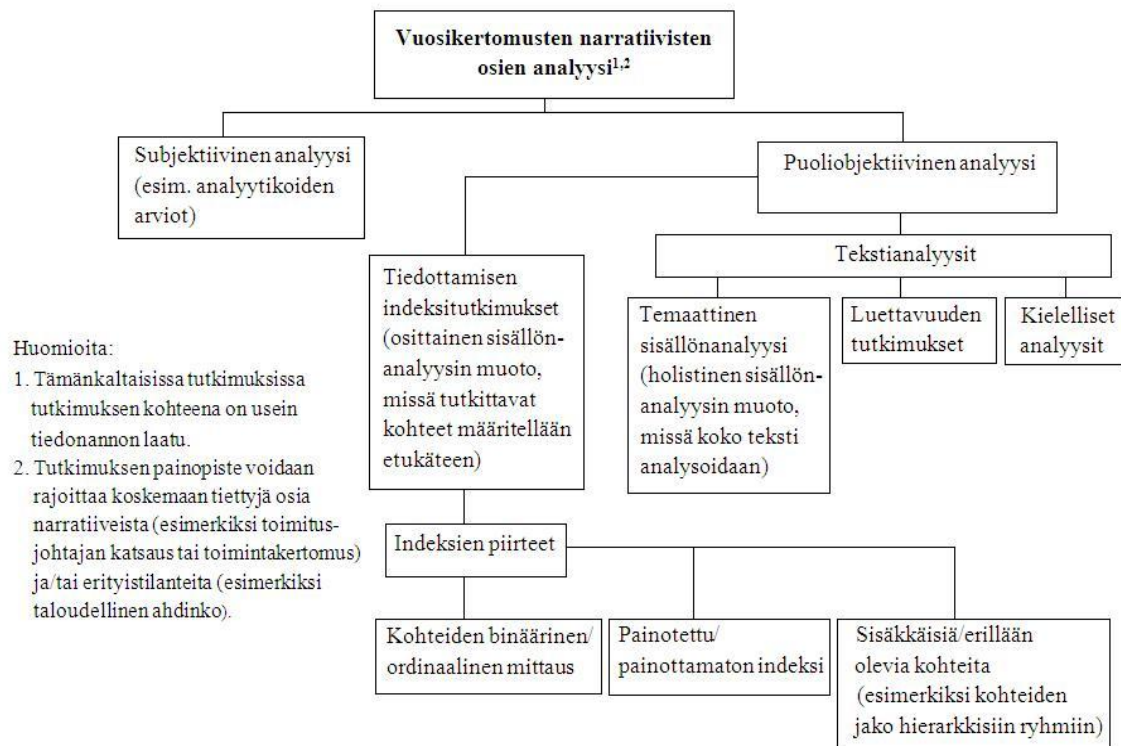 Vuosikertomusten narratiivisten
osien analyysi1,2
Subjektiivinen analyysi
(esim. analyytikoiden
arviot)
Puoliobjektiivinen analyysi
Tekstianalyysit
Tiedottamisen
indeksitutkimukset
(osittainen sisällön-
analyysin muoto,
missä tutkittavat
kohteet määritellään
etukäteen)
Temaattinen
sisällönanalyysi
(holistinen sisällön-
analyysin muoto,
missä koko teksti
analysoidaan)
Luettavuuden
tutkimukset
Kielelliset
analyysit
Huomioita:
1. Tämänkaltaisissa tutkimuksissa
tutkimuksen kohteena on usein
tiedonannon laatu.
2. Tutkimuksen painopiste voidaan
rajoittaa koskemaan tiettyjä osia
narratiiveista (esimerkiksi toimitus-
johtajan katsaus tai toimintakertomus)
ja/tai erityistilanteita (esimerkiksi
taloudellinen ahdinko).
Indeksien piirteet
Kohteiden binäärinen/
ordinaalinen mittaus
Painotettu/
painottamaton indeksi
Sisäkkäisiä/erillään
olevia kohteita
(esimerkiksi kohteiden
jako hierarkkisiin ryhmiin)